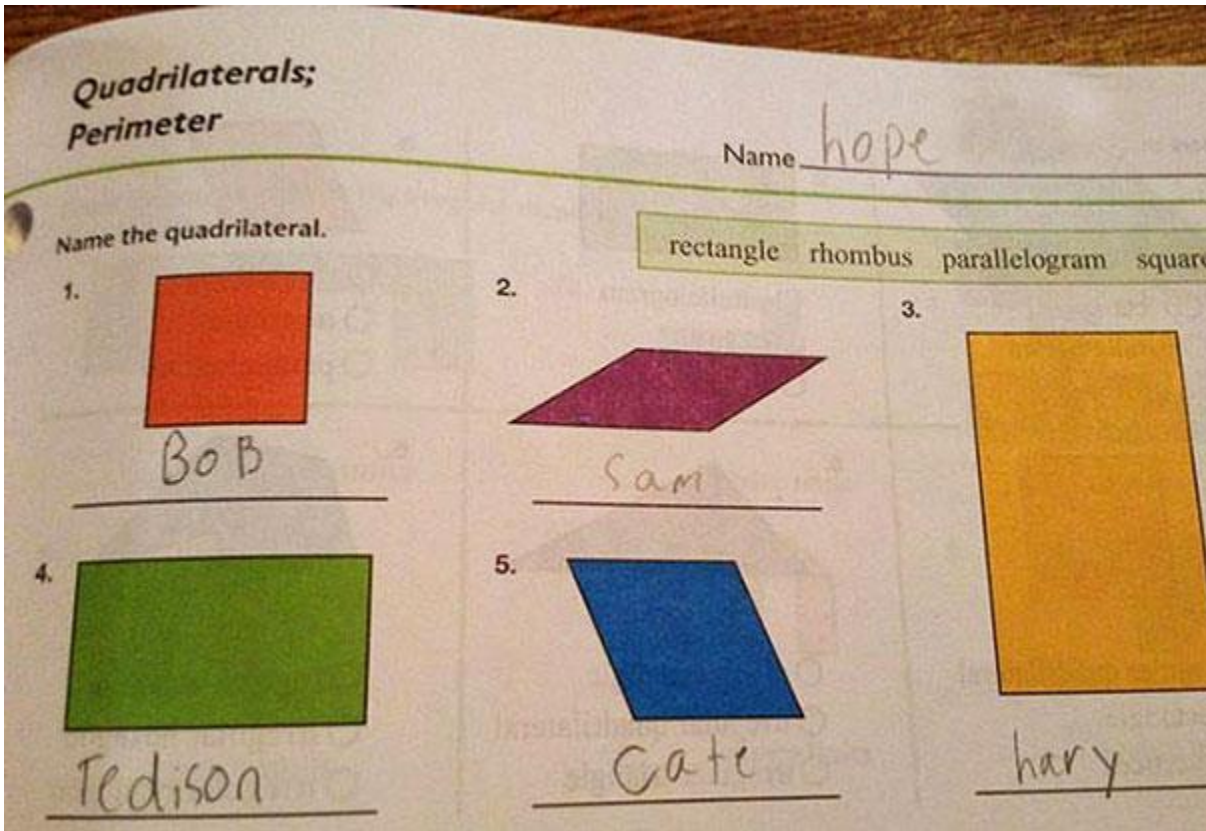 Quadrilaterals;
Perimeter
Name hope
Name the quadrilateral.
rectangle rhombus parallelogram square
1.
2.
3.
BoB
Sam
4.
5.
Tedison
Cate
hary